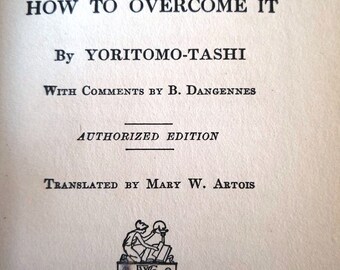 HOW TO OVERCOME IT
By YORITOMO-TASHI
With Comments by B. Dangennes
AUTHORIZED EDITION
Translated by Mary W. Artois